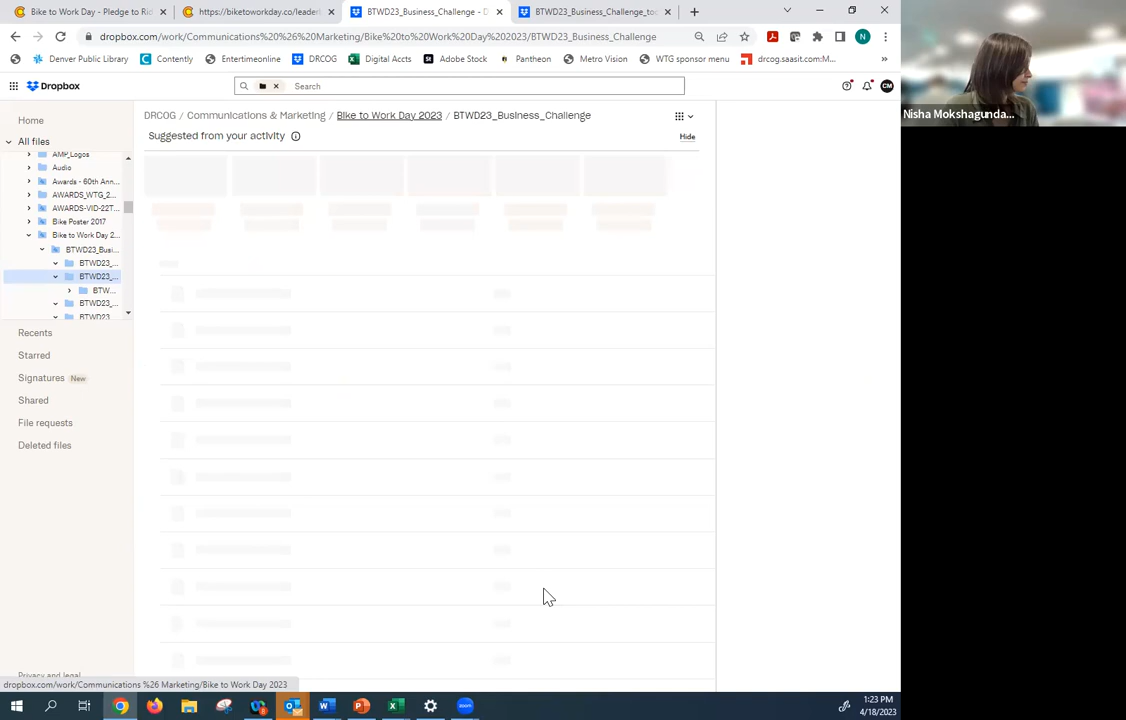 Bike to Work Day - Pledge to Rid
https://biketoworkday.co/leader
BTWD23_Business_Challenge - D
BTWD23_Business_Challenge_too
dropbox.com/work/Communications%20%26%20Marketing/Bike%20to%20Work%20Day%202023/BTWD23_Business_Challenge
Denver Public Library
Contently
Entertimeonline
DRCOG
Digital Accts
Adobe Stock
Pantheon
Metro Vision
WTG sponsor menu
drcog.saasit.com:M...
Dropbox
Search
CM
N
Nisha Mokshagunda...
Home
All files
AMP_Logos
Audio
Awards - 60th Ann...
AWARDS_WTG_2...
AWARDS-VID-22T...
Bike Poster 2017
Bike to Work Day 2...
BTWD23_Busi...
BTWD23_...
BTWD23_...
BTW...
BTWD23_...
BTWD23
Recents
Starred
Signatures New
Shared
File requests
Deleted files
Privacy and legal
DRCOG / Communications & Marketing / Bike to Work Day 2023 / BTWD23_Business_Challenge
Suggested from your activity
Hide
dropbox.com/work/Communications %26 Marketing/Bike to Work Day 2023
1:23 PM
4/18/2023